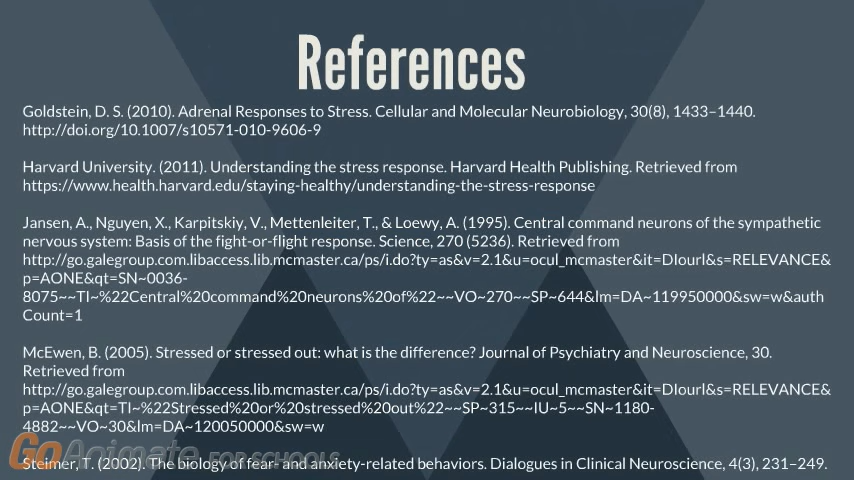 References
Goldstein, D. S. (2010). Adrenal Responses to Stress. Cellular and Molecular Neurobiology, 30(8), 1433–1440.
http://doi.org/10.1007/s10571-010-9606-9
Harvard University. (2011). Understanding the stress response. Harvard Health Publishing. Retrieved from
https://www.health.harvard.edu/staying-healthy/understanding-the-stress-response
Jansen, A., Nguyen, X., Karpitskiy, V., Mettenleiter, T., & Loewy, A. (1995). Central command neurons of the sympathetic
nervous system: Basis of the fight-or-flight response. Science, 270 (5236). Retrieved from
http://go.galegroup.com.libaccess.lib.mcmaster.ca/ps/i.do?ty=as&v=2.1&u=ocul_mcmaster&it=DIourl&s=RELEVANCE&
p=AONE&qt=SN~0036-
8075~~TI~%22Central%20command%20neurons%20of%22~~VO~270~~SP~644&lm=DA~119950000&sw=w&auth
Count=1
McEwen, B. (2005). Stressed or stressed out: what is the difference? Journal of Psychiatry and Neuroscience, 30.
Retrieved from
http://go.galegroup.com.libaccess.lib.mcmaster.ca/ps/i.do?ty=as&v=2.1&u=ocul_mcmaster&it=DIourl&s=RELEVANCE&
p=AONE&qt=TI~%22Stressed%20or%20stressed%20out%22~~SP~315~~IU~5~~SN~1180-
4882~~VO~30&lm=DA~120050000&sw=w
GoAnimate FOR SCHOOLS
Steimer, T. (2002). The biology of fear- and anxiety-related behaviors. Dialogues in Clinical Neuroscience, 4(3), 231–249.